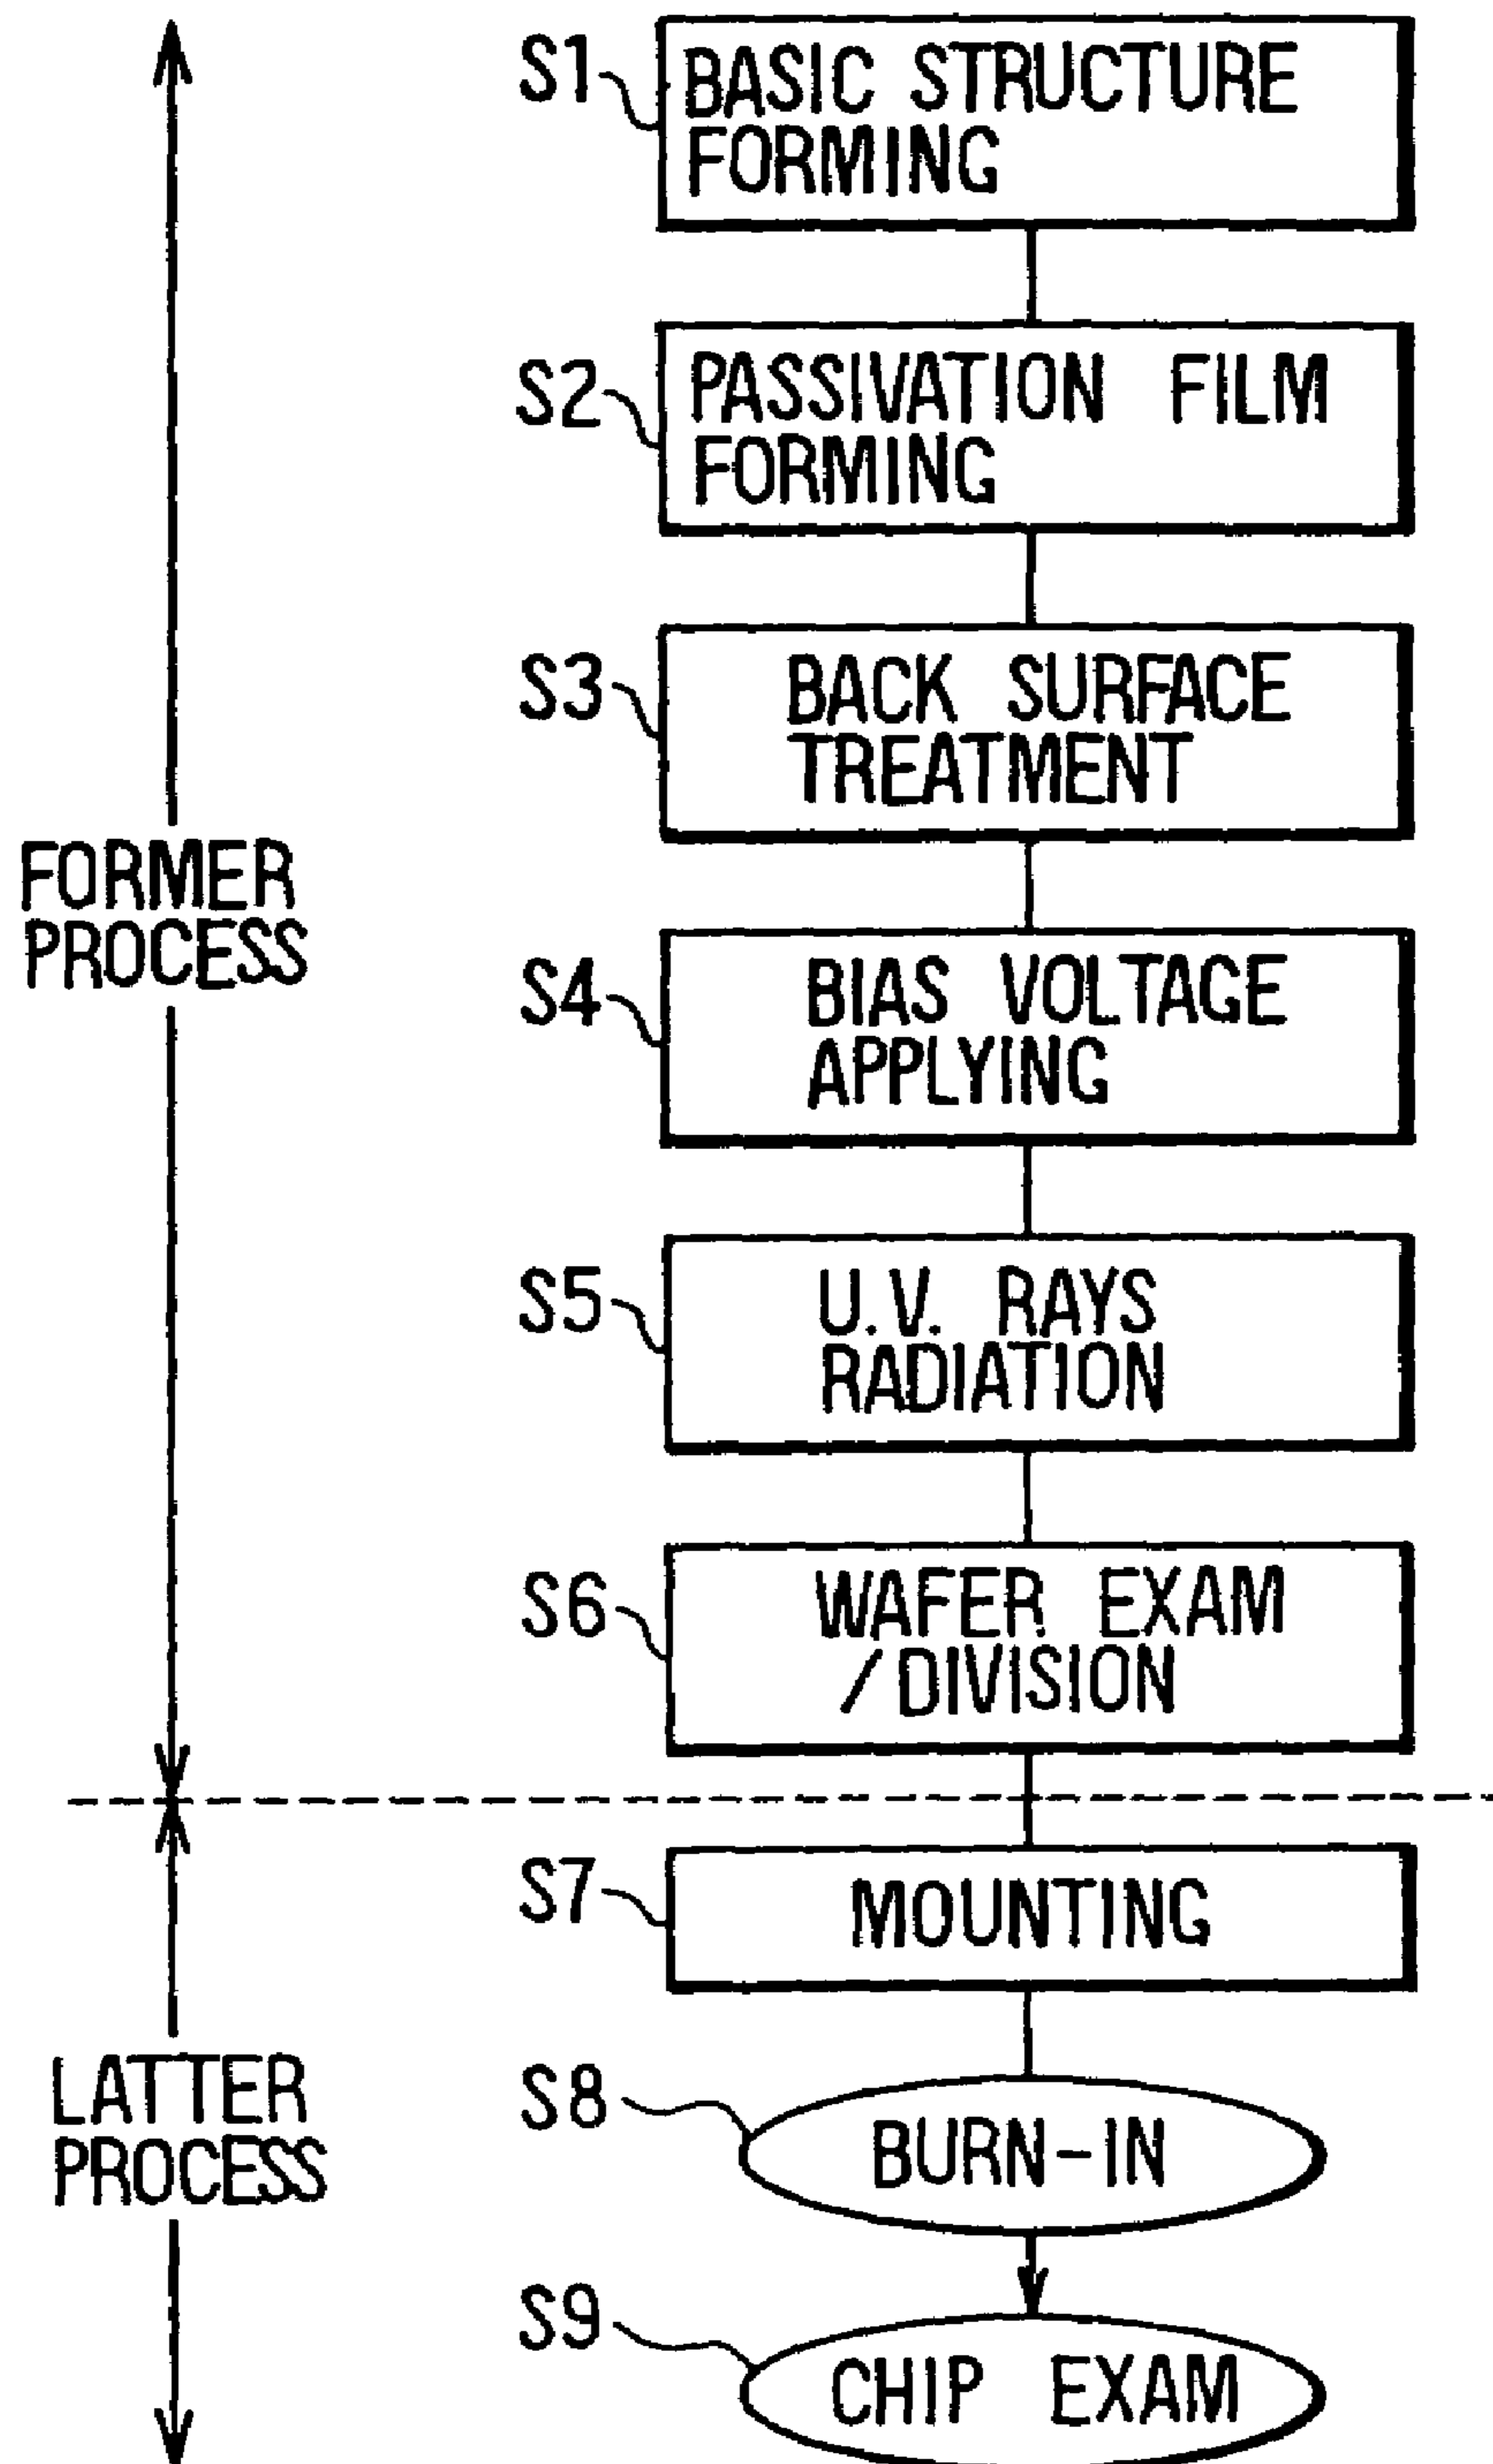 S1
BASIC STRUCTURE
FORMING
S2
PASSIVATION FILM
FORMING
S3
BACK SURFACE
TREATMENT
FORMER
PROCESS
S4
BIAS VOLTAGE
APPLYING
S5
U.V. RAYS
RADIATION
S6
WAFER EXAM
/DIVISION
S7
MOUNTING
LATTER
PROCESS
S8
BURN-IN
S9
CHIP EXAM